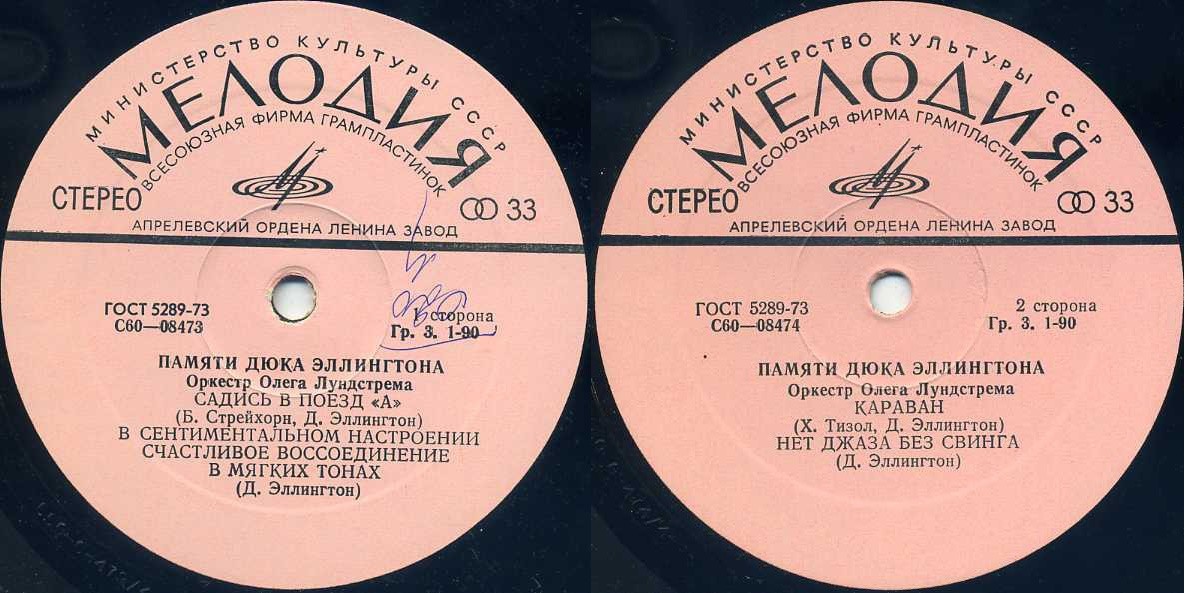 МИНИСТЕРСТВО КУЛЬТУРЫ СССР
МЕЛОДИЯ
ВСЕСОЮЗНАЯ ФИРМА ГРАМПЛАСТИНОК
СТЕРЕО
33
АПРЕЛЕВСКИЙ ОРДЕНА ЛЕНИНА ЗАВОД
ГОСТ 5289-73
С60—08473
1 сторона
Гр. 3. 1-90
ПАМЯТИ ДЮКА ЭЛЛИНГТОНА
Оркестр Олега Лундстрема
САДИСЬ В ПОЕЗД «А»
(Б. Стрейхорн, Д. Эллингтон)
В СЕНТИМЕНТАЛЬНОМ НАСТРОЕНИИ
СЧАСТЛИВОЕ ВОССОЕДИНЕНИЕ
В МЯГКИХ ТОНАХ
(Д. Эллингтон)
МИНИСТЕРСТВО КУЛЬТУРЫ СССР
МЕЛОДИЯ
ВСЕСОЮЗНАЯ ФИРМА ГРАМПЛАСТИНОК
СТЕРЕО
33
АПРЕЛЕВСКИЙ ОРДЕНА ЛЕНИНА ЗАВОД
ГОСТ 5289-73
С60—08474
2 сторона
Гр. 3. 1-90
ПАМЯТИ ДЮКА ЭЛЛИНГТОНА
Оркестр Олега Лундстрема
КАРАВАН
(Х. Тизол, Д. Эллингтон)
НЕТ ДЖАЗА БЕЗ СВИНГА
(Д. Эллингтон)